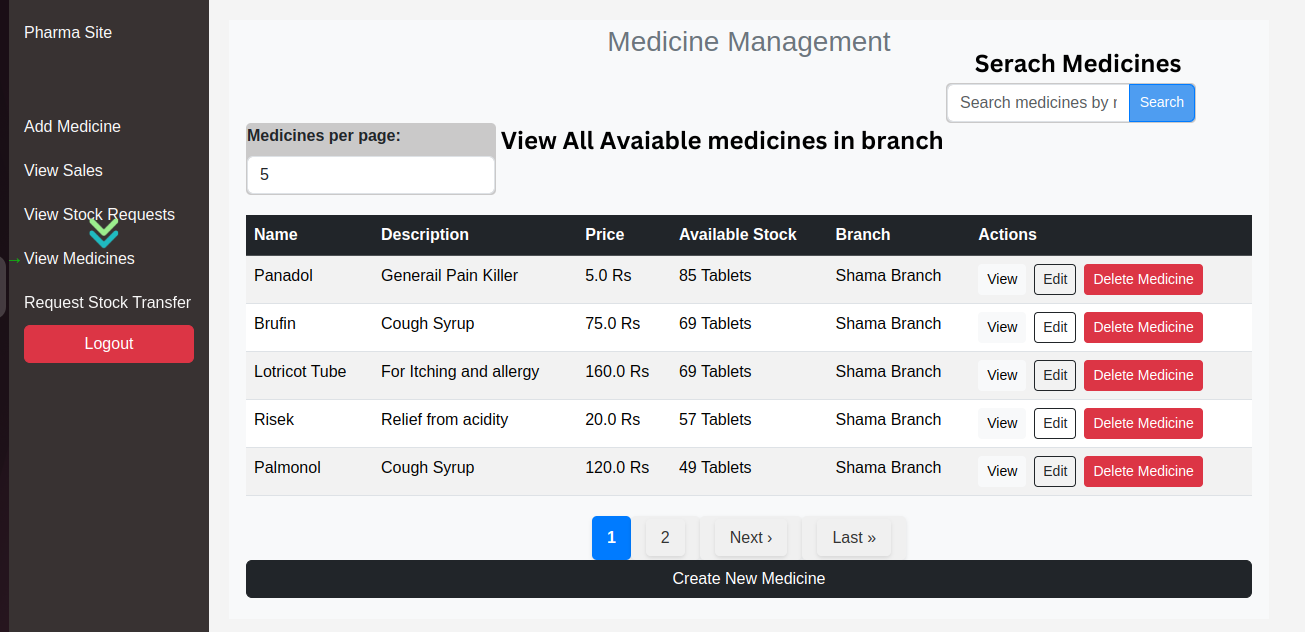 Pharma Site
Add Medicine
View Sales
View Stock Requests
View Medicines
Request Stock Transfer
Logout
Medicine Management
Serach Medicines
Search medicines by Search
Medicines per page:
5
View All Avaiable medicines in branch
Name Description Price Available Stock Branch Actions
Panadol Generail Pain Killer 5.0 Rs 85 Tablets Shama Branch View Edit Delete Medicine
Brufin Cough Syrup 75.0 Rs 69 Tablets Shama Branch View Edit Delete Medicine
Lotricot Tube For Itching and allergy 160.0 Rs 69 Tablets Shama Branch View Edit Delete Medicine
Risek Relief from acidity 20.0 Rs 57 Tablets Shama Branch View Edit Delete Medicine
Palmonol Cough Syrup 120.0 Rs 49 Tablets Shama Branch View Edit Delete Medicine
1 2 Next › Last »
Create New Medicine